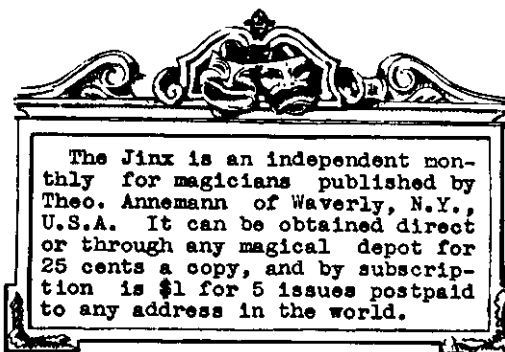 The Jinx is an independent mon-
thly for magicians published by
Theo. Annemann of Waverly, N.Y.,
U.S.A. It can be obtained direct
or through any magical depot for
25 cents a copy, and by subscrip-
tion is $1 for 5 issues postpaid
to any address in the world.